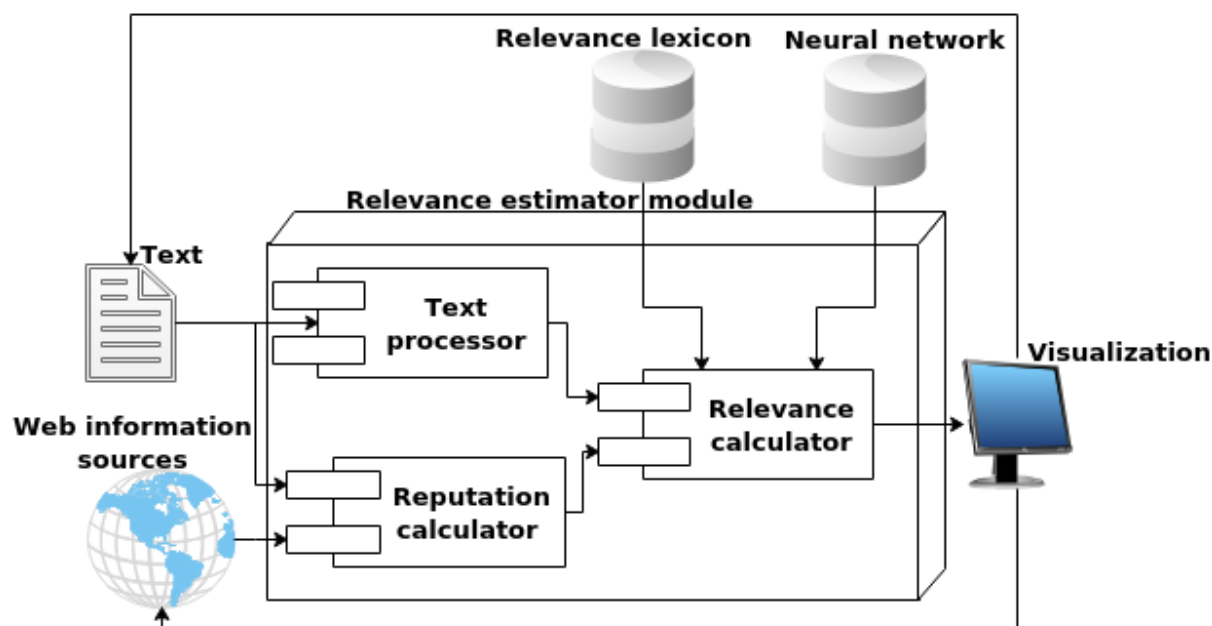 Relevance lexicon
Neural network
Relevance estimator module
Text
Text
processor
Visualization
Relevance
calculator
Web information
sources
Reputation
calculator